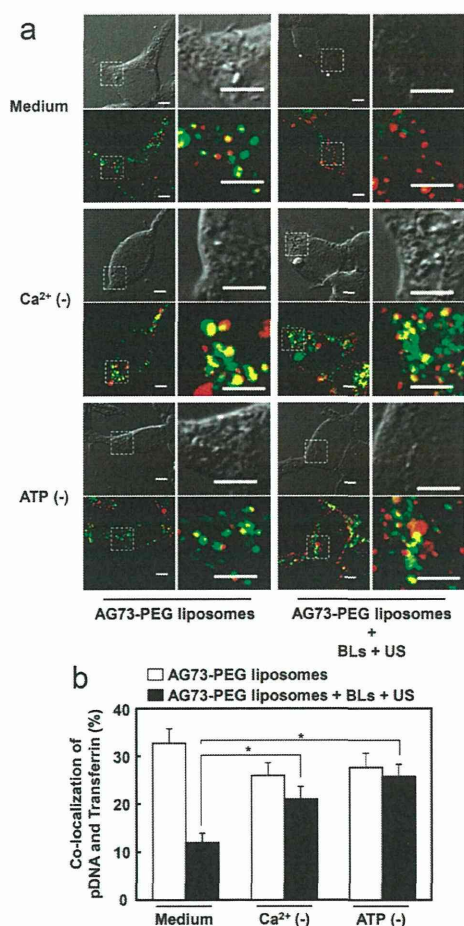 a
Medium
Ca²⁺ (-)
ATP (-)
AG73-PEG liposomes
AG73-PEG liposomes
+
BLs + US
b
AG73-PEG liposomes
AG73-PEG liposomes + BLs + US
Co-localization of
pDNA and Transferrin (%)
40
30
20
10
0
*
*
Medium
Ca²⁺ (-)
ATP (-)